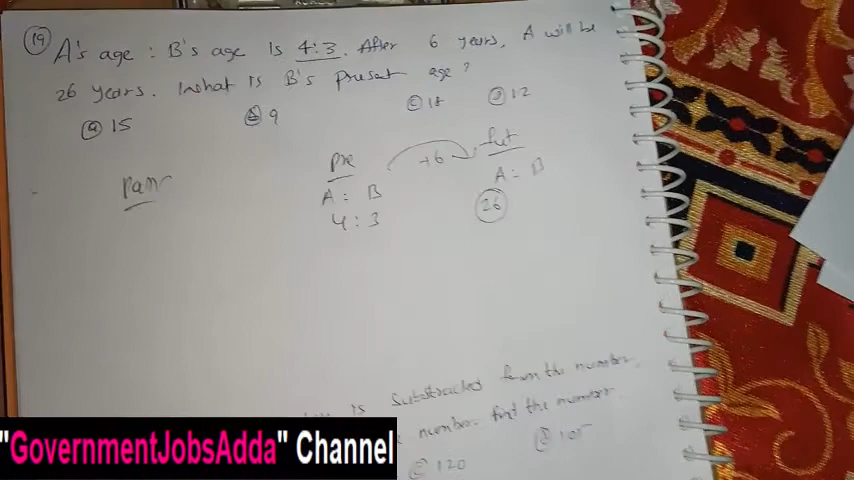 19 A's age : B's age is 4:3. After 6 years, A will be
26 years. What is B's present age?
a 15 b 9 c 18 d 12
Pre +6 fut
A : B A : B
4 : 3 26
is substracted from the number,
number. find the number.
c 120 d 105
"GovernmentJobsAdda" Channel